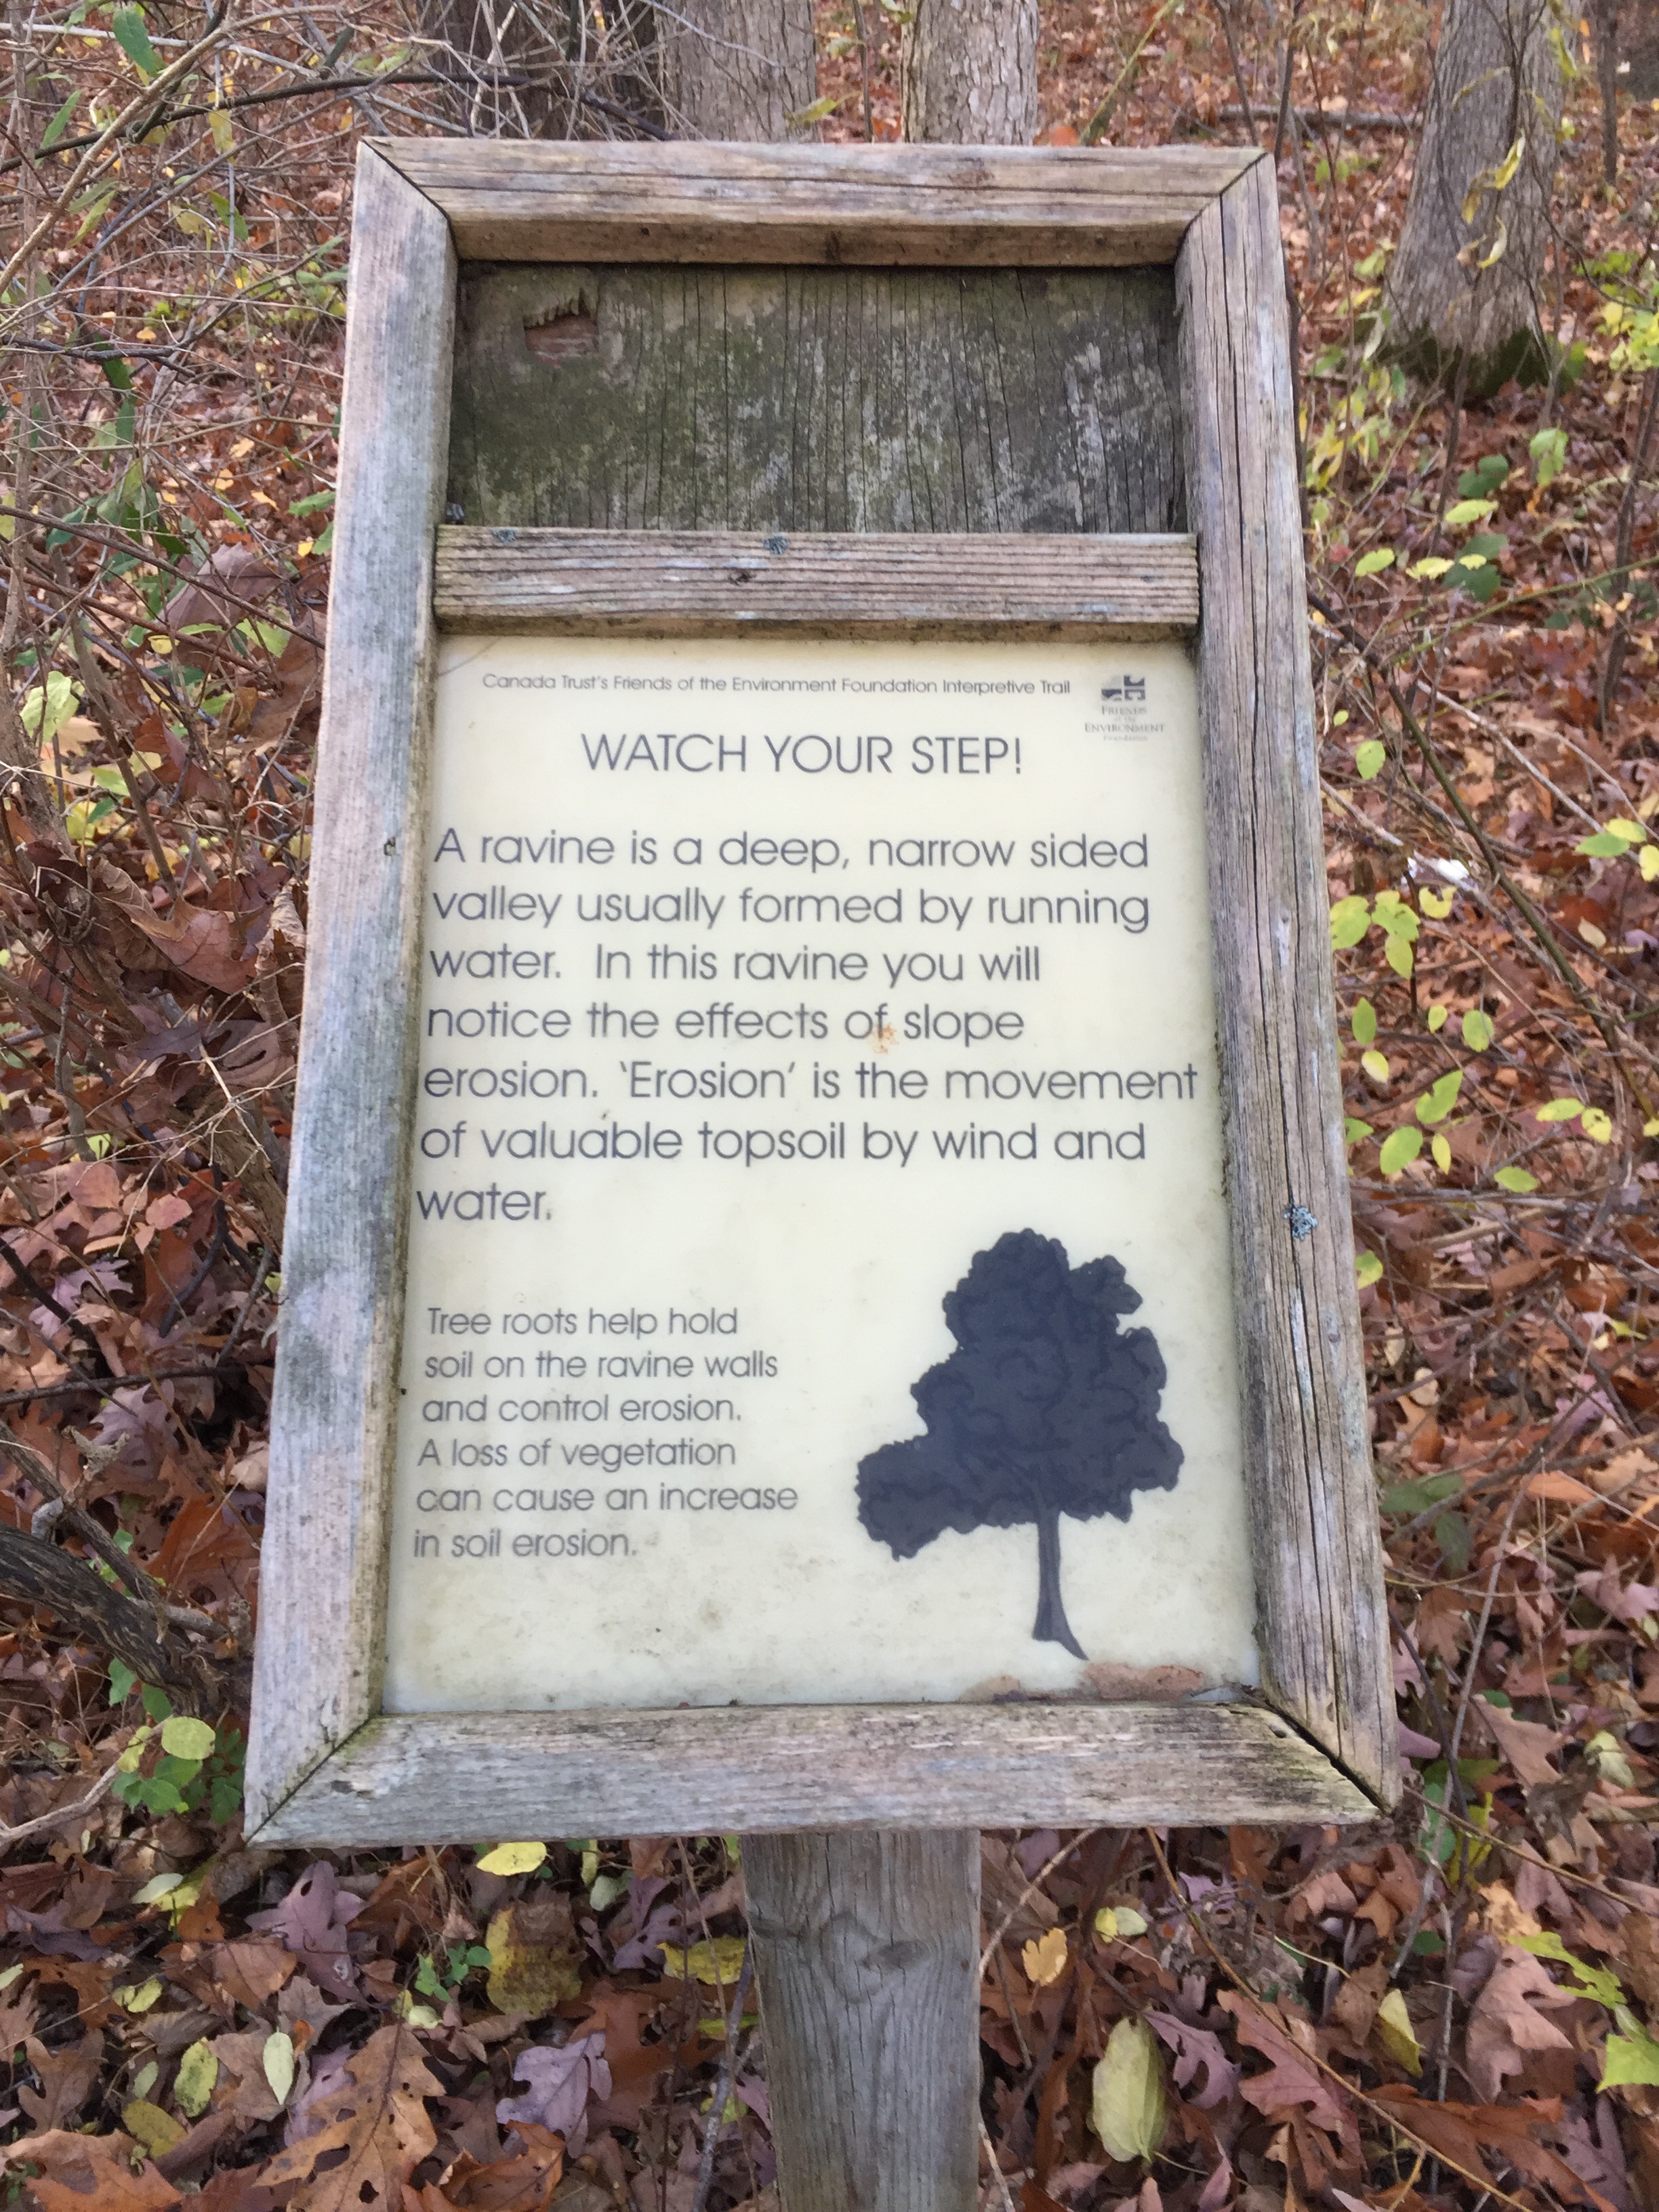 Canada Trust's Friends of the Environment Foundation Interpretive Trail
FRIENDS
of the
ENVIRONMENT
Foundation
WATCH YOUR STEP!
A ravine is a deep, narrow sided
valley usually formed by running
water. In this ravine you will
notice the effects of slope
erosion. 'Erosion' is the movement
of valuable topsoil by wind and
water.
Tree roots help hold
soil on the ravine walls
and control erosion.
A loss of vegetation
can cause an increase
in soil erosion.